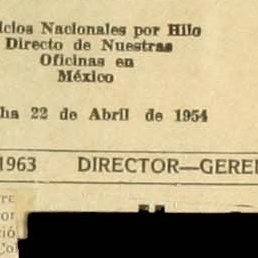 icios Nacionales por Hilo
Directo de Nuestras
Oficinas en
México
ha 22 de Abril de 1954
1963 DIRECTOR—GEREN